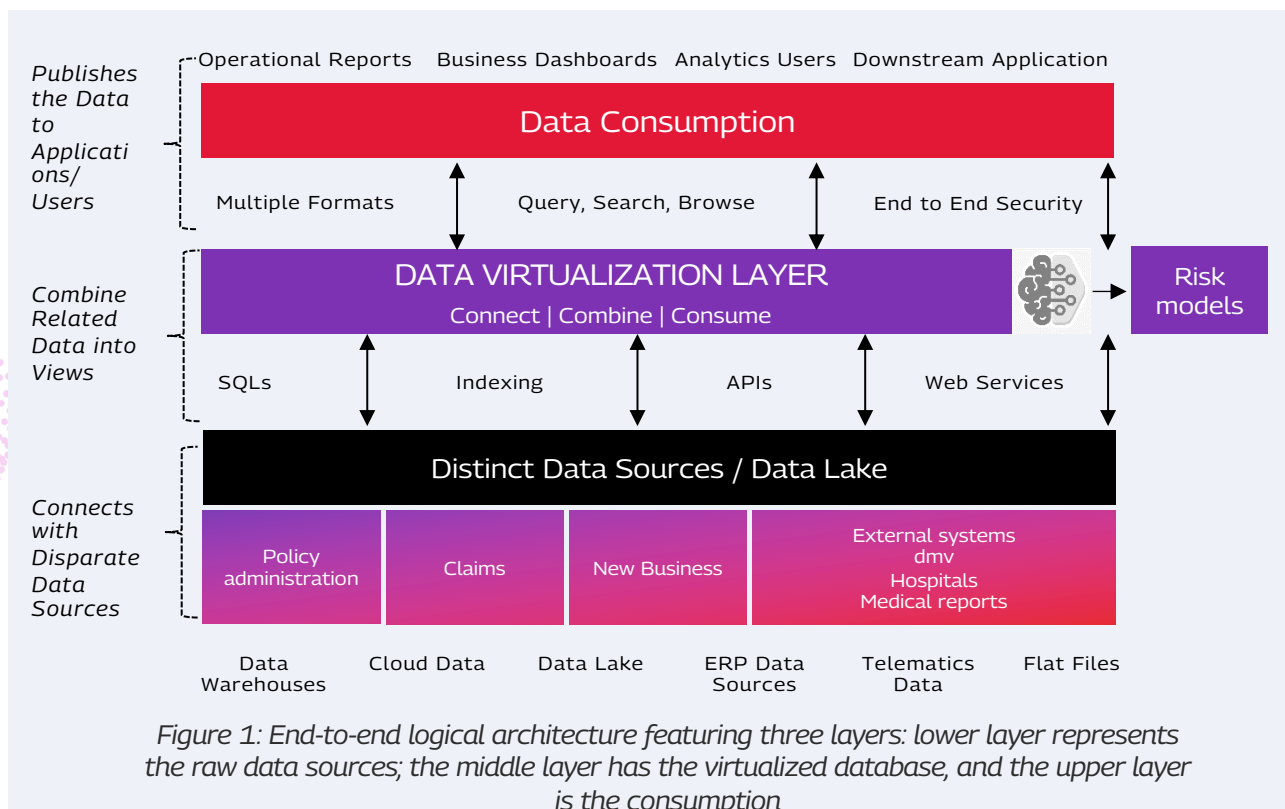 Operational Reports Business Dashboards Analytics Users Downstream Application
Publishes
the Data
to
Applicati
ons/
Users
Data Consumption
Multiple Formats Query, Search, Browse End to End Security
Combine
Related
Data into
Views
DATA VIRTUALIZATION LAYER
Connect | Combine | Consume
Risk
models
SQLs Indexing APIs Web Services
Connects
with
Disparate
Data
Sources
Distinct Data Sources / Data Lake
Policy
administration
Claims
New Business
External systems
dmv
Hospitals
Medical reports
Data
Warehouses
Cloud Data
Data Lake
ERP Data
Sources
Telematics
Data
Flat Files
Figure 1: End-to-end logical architecture featuring three layers: lower layer represents
the raw data sources; the middle layer has the virtualized database, and the upper layer
is the consumption